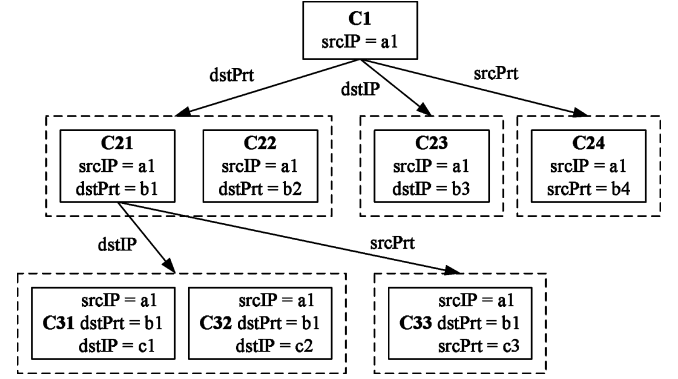 C1
srcIP = a1
dstPrt
dstIP
srcPrt
C21
srcIP = a1
dstPrt = b1
C22
srcIP = a1
dstPrt = b2
C23
srcIP = a1
dstIP = b3
C24
srcIP = a1
srcPrt = b4
dstIP
srcPrt
srcIP = a1
C31 dstPrt = b1
dstIP = c1
srcIP = a1
C32 dstPrt = b1
dstIP = c2
srcIP = a1
C33 dstPrt = b1
srcPrt = c3